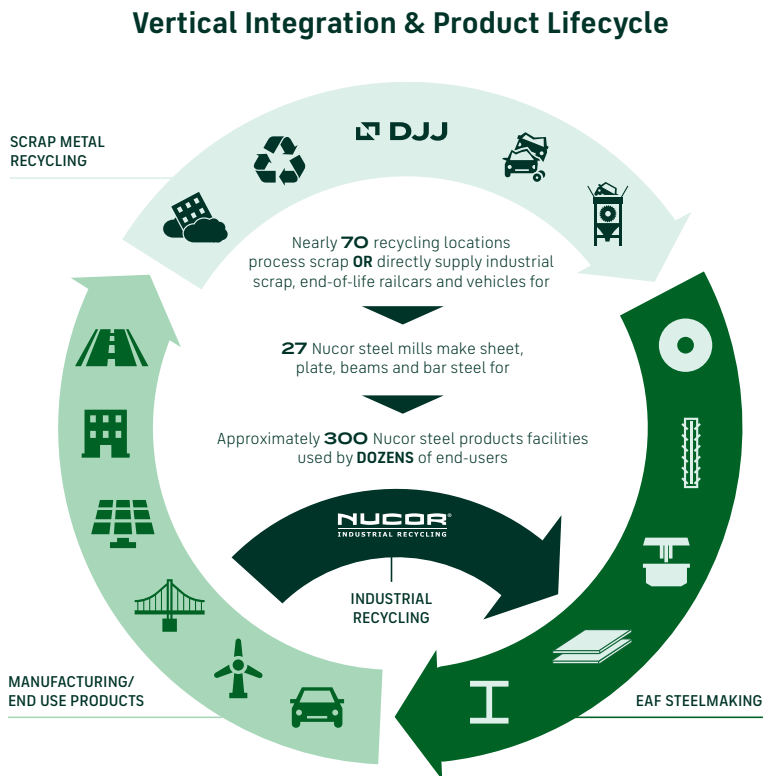 Vertical Integration & Product Lifecycle
SCRAP METAL
RECYCLING
DJJ
Nearly 70 recycling locations
process scrap OR directly supply industrial
scrap, end-of-life railcars and vehicles for
27 Nucor steel mills make sheet,
plate, beams and bar steel for
Approximately 300 Nucor steel products facilities
used by DOZENS of end-users
NUCOR®
INDUSTRIAL RECYCLING
INDUSTRIAL
RECYCLING
MANUFACTURING/
END USE PRODUCTS
EAF STEELMAKING